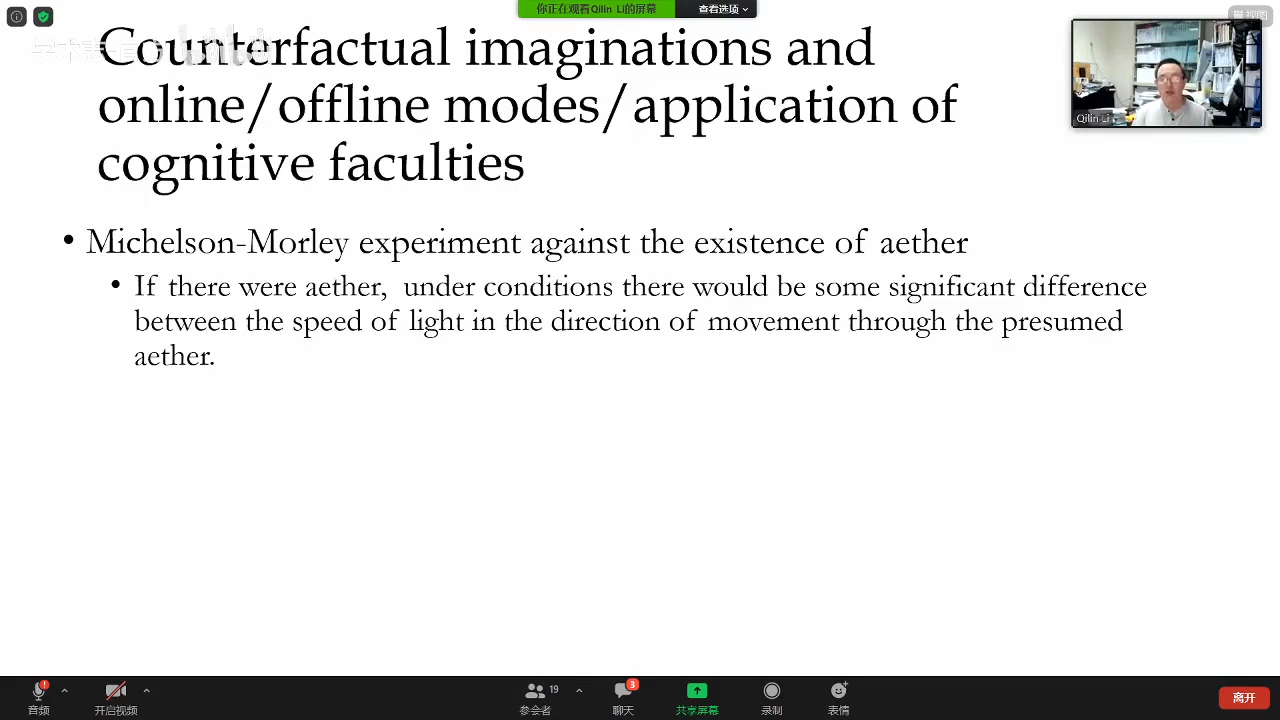 你正在观看Qilin Li的屏幕
查看选项
视图
Counterfactual imaginations and
online/offline modes/application of
cognitive faculties
Qilin Li
• Michelson-Morley experiment against the existence of aether
• If there were aether, under conditions there would be some significant difference
between the speed of light in the direction of movement through the presumed
aether.
音频
开启视频
19
参会者
3
聊天
共享屏幕
录制
表情
离开